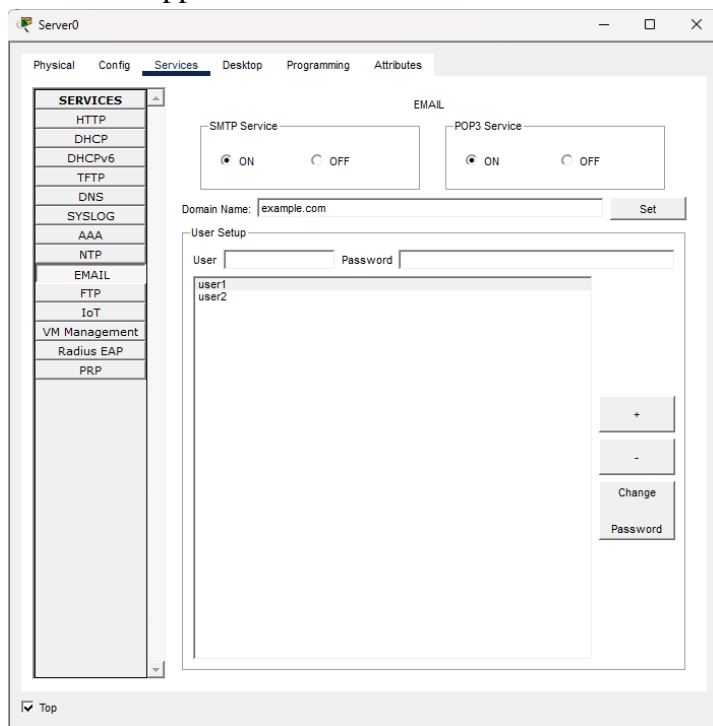 Server0
Physical Config Services Desktop Programming Attributes
SERVICES
HTTP
DHCP
DHCPv6
TFTP
DNS
SYSLOG
AAA
NTP
EMAIL
FTP
IoT
VM Management
Radius EAP
PRP
EMAIL
SMTP Service
ON OFF
POP3 Service
ON OFF
Domain Name: example.com Set
User Setup
User Password
user1
user2
+
-
Change
Password
Top